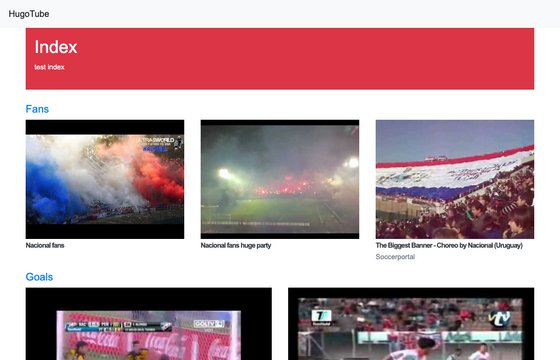 HugoTube
Index
test index
Fans
Nacional fans
Nacional fans huge party
The Biggest Banner - Choreo by Nacional (Uruguay)
Soccerportal
Goals
GOLTV